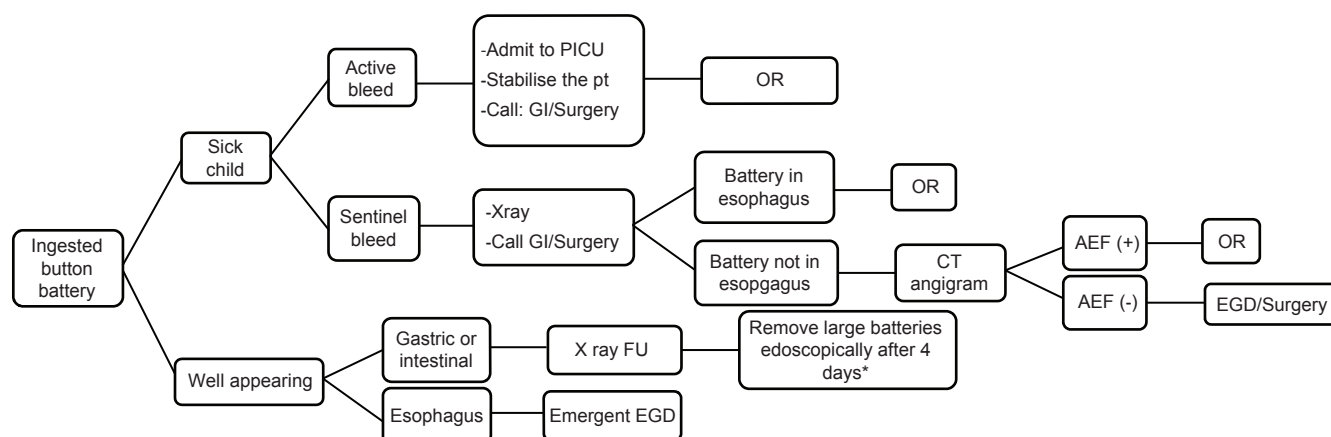 Ingested
button
battery
Sick
child
Active
bleed
-Admit to PICU
-Stabilise the pt
-Call: GI/Surgery
OR
Sentinel
bleed
-Xray
-Call GI/Surgery
Battery in
esophagus
OR
Battery not in
esopgagus
CT
angigram
AEF (+)
OR
AEF (-)
EGD/Surgery
Well appearing
Gastric or
intestinal
X ray FU
Remove large batteries
edoscopically after 4
days*
Esophagus
Emergent EGD